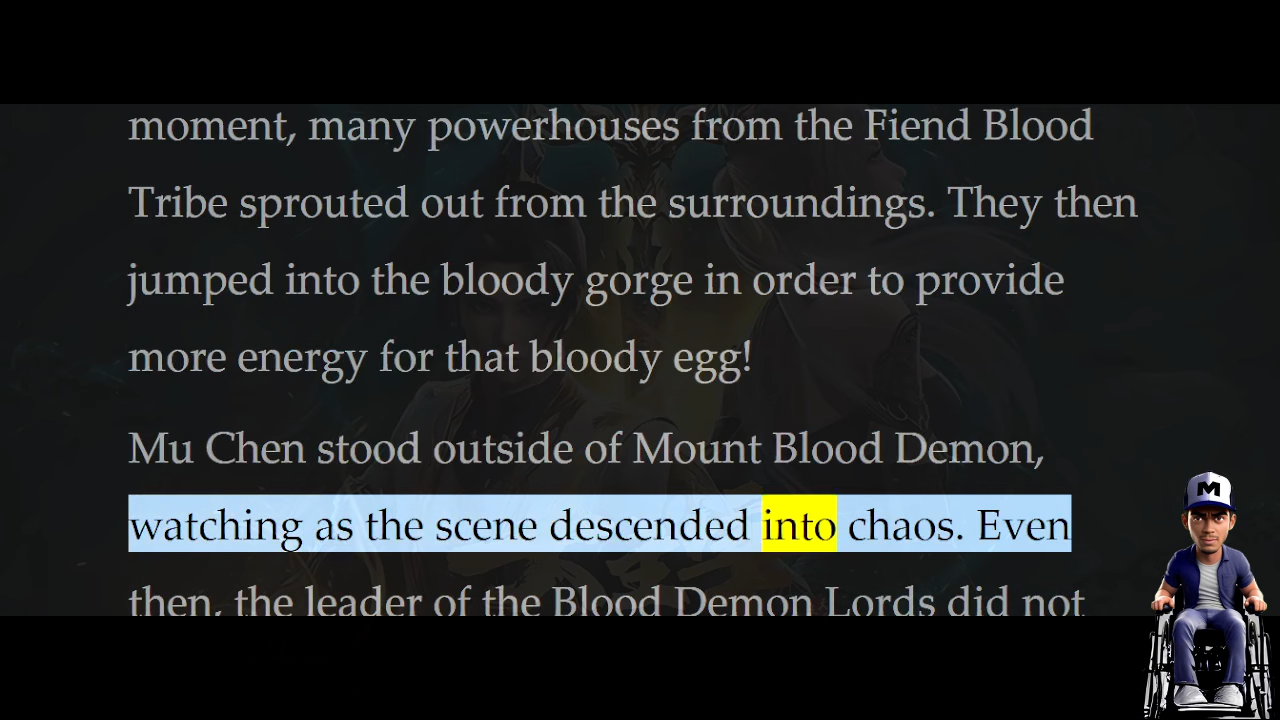 moment, many powerhouses from the Fiend Blood
Tribe sprouted out from the surroundings. They then
jumped into the bloody gorge in order to provide
more energy for that bloody egg!
Mu Chen stood outside of Mount Blood Demon,
watching as the scene descended into chaos. Even
then, the leader of the Blood Demon Lords did not
M
M